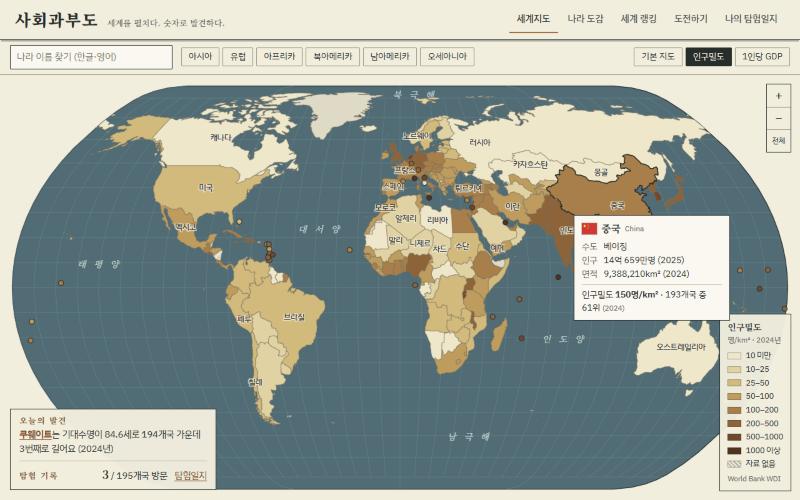 사회과부도
세계를 펼치다. 숫자로 발견하다.
세계지도
나라 도감
세계 랭킹
도전하기
나의 탐험일지
나라 이름 찾기 (한글·영어)
아시아
유럽
아프리카
북아메리카
남아메리카
오세아니아
기본 지도
인구밀도
1인당 GDP
+
−
전체
북 극 해
캐나다
노르웨이
러시아
프랑스
카자흐스탄
몽골
미국
스페인
튀르키예
중국
모로코
이란
알제리
리비아
멕시코
대 서 양
말리
니제르
차드
수단
예멘
인도
태 평 양
페루
브라질
칠레
인 도 양
오스트레일리아
남 극 해
중국 China
수도 베이징
인구 14억 659만명 (2025)
면적 9,388,210km² (2024)
인구밀도 150명/km² · 193개국 중
61위 (2024)
인구밀도
명/km² · 2024년
10 미만
10–25
25–50
50–100
100–200
200–500
500–1000
1000 이상
자료 없음
World Bank WDI
오늘의 발견
쿠웨이트는 기대수명이 84.6세로 194개국 가운데
3번째로 길어요 (2024년)
탐험 기록
3 / 195개국 방문 탐험일지